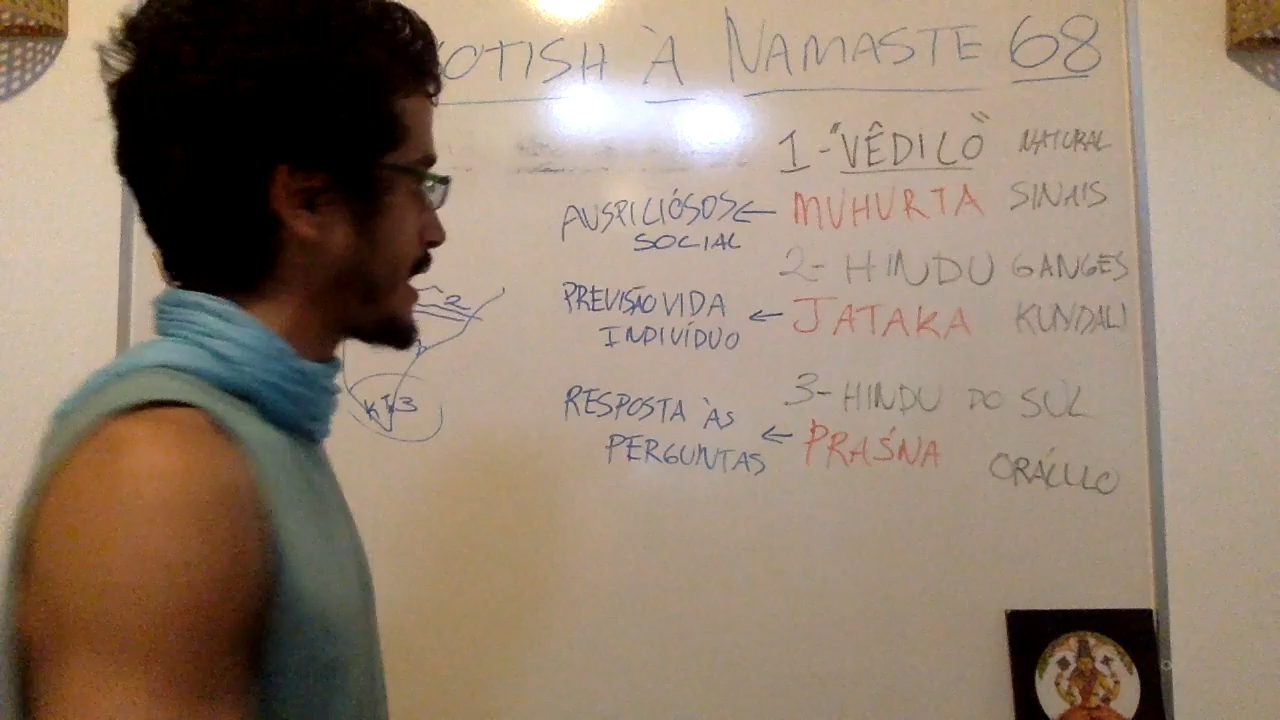 OTISH À NAMASTE 68
1-"VÊDICO" NATURAL
AUSPICIÓSOS ← MUHURTA SINAIS
SOCIAL
2- HINDU GANGES
PREVISÃO VIDA ← JATAKA KUNDALI
INDIVÍDUO
3- HINDU DO SUL
RESPOSTA ÀS ← PRAŚNA ORÁCULO
PERGUNTAS